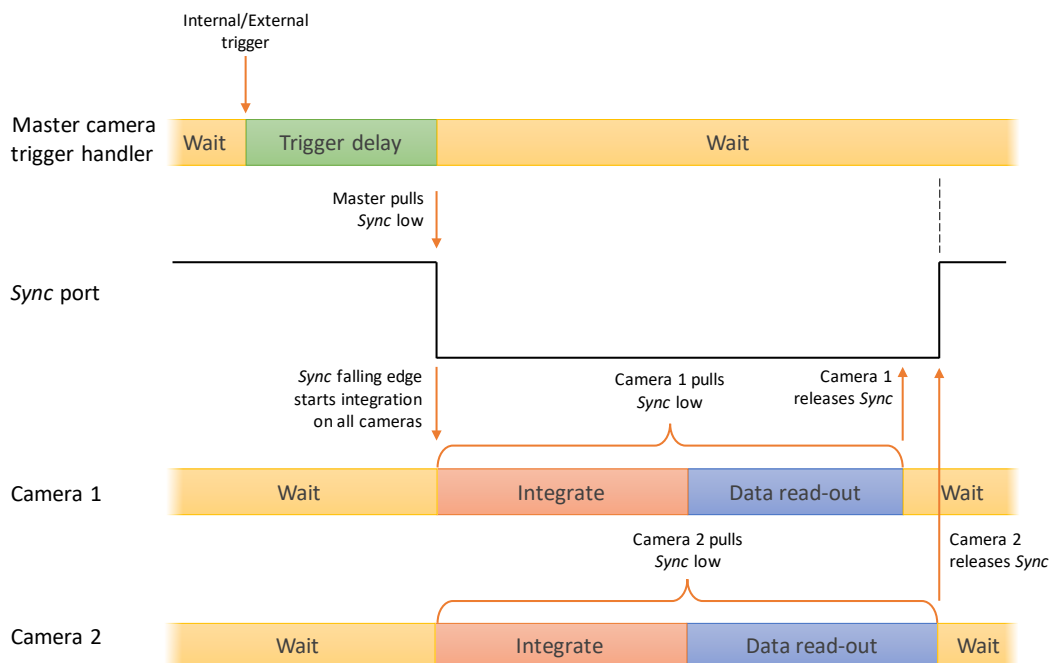 Internal/External
trigger
Master camera
trigger handler
Wait
Trigger delay
Wait
Master pulls
Sync low
Sync port
Sync falling edge
starts integration
on all cameras
Camera 1 pulls
Sync low
Camera 1
releases Sync
Camera 1
Wait
Integrate
Data read-out
Wait
Camera 2 pulls
Sync low
Camera 2
releases Sync
Camera 2
Wait
Integrate
Data read-out
Wait